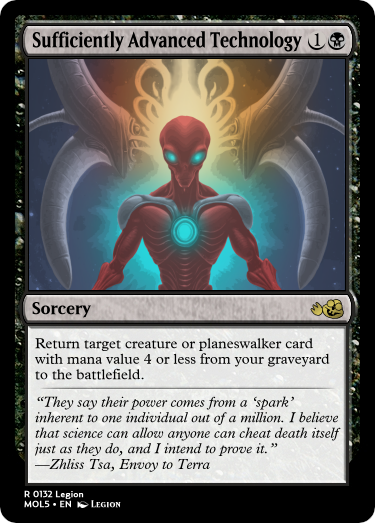 Sufficiently Advanced Technology 1
Sorcery
Return target creature or planeswalker card
with mana value 4 or less from your graveyard
to the battlefield.
“They say their power comes from a ‘spark’
inherent to one individual out of a million. I believe
that science can allow anyone can cheat death itself
just as they do, and I intend to prove it.”
—Zhliss Tsa, Envoy to Terra
R 0132 Legion
MOL5 • EN Legion